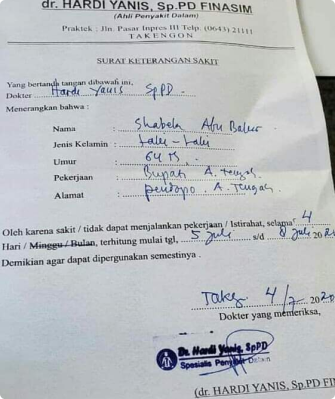 dr. HARDI YANIS, Sp.PD FINASIM
(Ahli Penyakit Dalam)
Praktek : Jln. Pasar Inpres III Telp. (0643) 21111
TAKENGON
SURAT KETERANGAN SAKIT
Yang bertanda tangan dibawah ini,
Dokter Hardi Yanis SpPD
Menerangkan bahwa :
Nama : Shabela Abu Bakar
Jenis Kelamin : Laki - Laki
Umur : 64 Th
Pekerjaan : Bupati A. Tengah
Alamat : pendopo. A. Tengah
Oleh karena sakit / tidak dapat menjalankan pekerjaan / Istirahat, selama 4
Hari / Minggu / Bulan, terhitung mulai tgl, 5 Juli s/d 8 Juli 202
Demikian agar dapat dipergunakan semestinya .
4/7 - 202
Dokter yang memeriksa,
Dr. Hardi Yanis, SpPD
Spesialis Penyakit Dalam
(dr. HARDI YANIS, Sp.PD FI